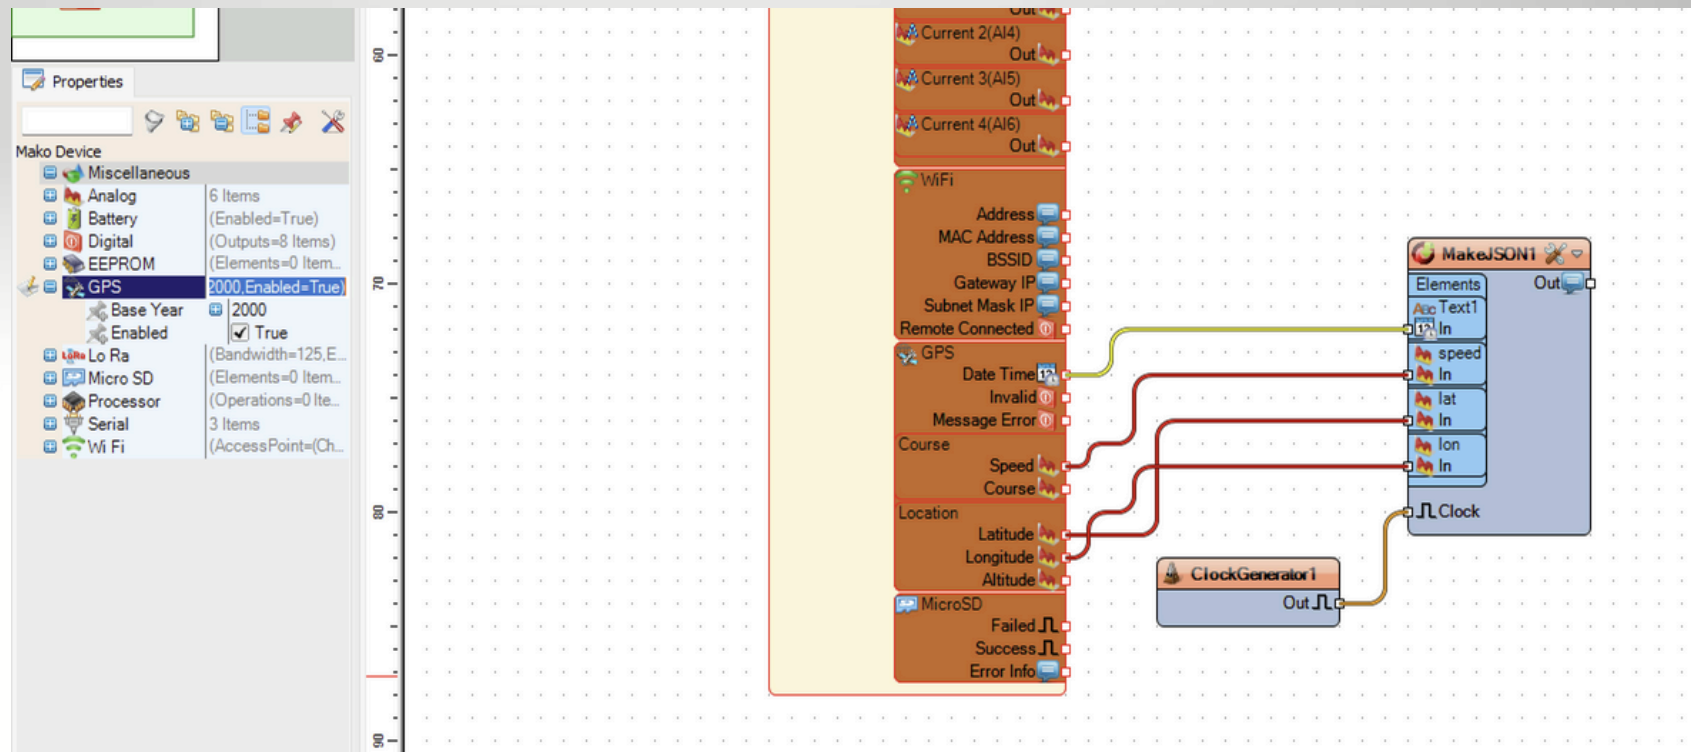 Properties
Mako Device
Miscellaneous
Analog 6 Items
Battery (Enabled=True)
Digital (Outputs=8 Items)
EEPROM (Elements=0 Item...
GPS 2000,Enabled=True)
Base Year 2000
Enabled True
Lo Ra (Bandwidth=125,E...
Micro SD (Elements=0 Item...
Processor (Operations=0 Ite...
Serial 3 Items
Wi Fi (AccessPoint=(Ch...
60
70
80
90
Out
Current 2(AI4)
Out
Current 3(AI5)
Out
Current 4(AI6)
Out
WiFi
Address
MAC Address
BSSID
Gateway IP
Subnet Mask IP
Remote Connected
GPS
Date Time
Invalid
Message Error
Course
Speed
Course
Location
Latitude
Longitude
Altitude
MicroSD
Failed
Success
Error Info
MakeJSON1
Elements Out
Text1
In
speed
In
lat
In
lon
In
Clock
ClockGenerator1
Out